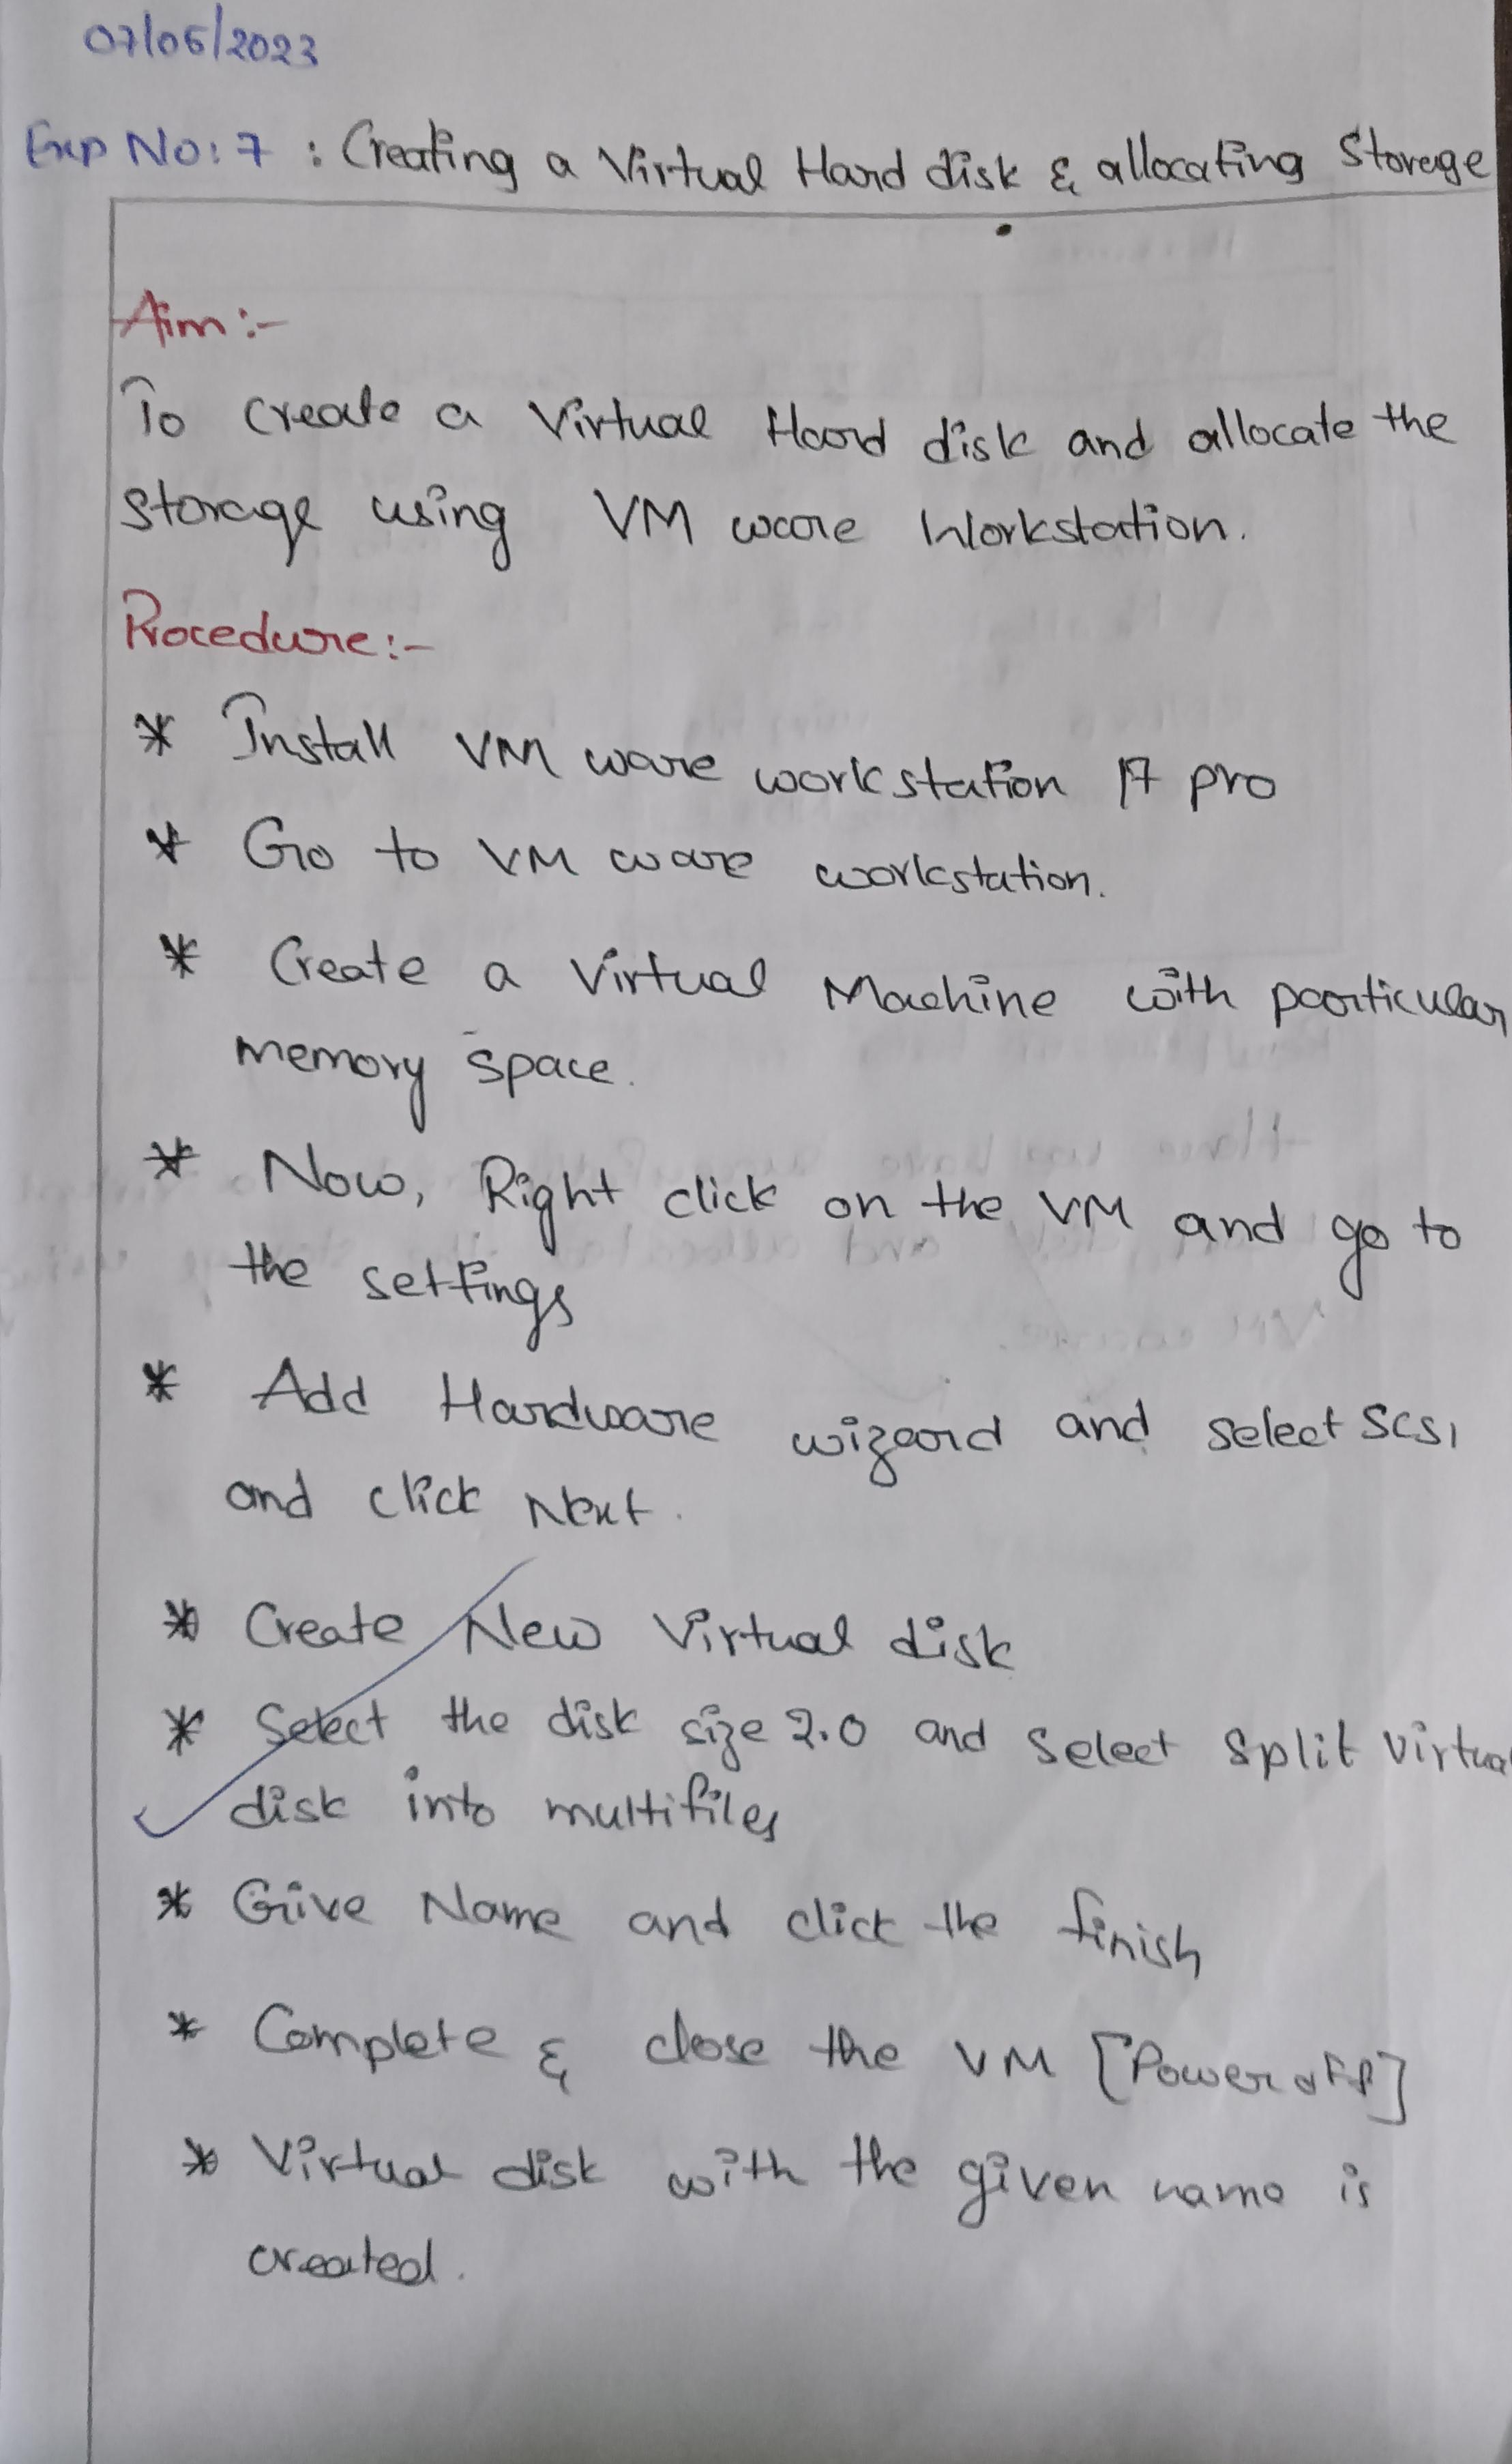 07/06/2023
Exp No: 7 : Creating a Virtual Hard disk & allocating Storage
Aim :-
To create a Virtual Hard disk and allocate the
storage using VM ware Workstation.
Procedure :-
* Install VM ware workstation 17 pro
* Go to VM ware workstation.
* Create a Virtual Machine with particular
memory space.
* Now, Right click on the VM and go to
the settings
* Add Hardware wizard and select SCSI
and click Next.
* Create New Virtual disk
* Select the disk size 2.0 and select split virtua
disk into multifiles
* Give Name and click the finish
* Complete & close the VM [Power off]
* Virtual disk with the given name is
created.